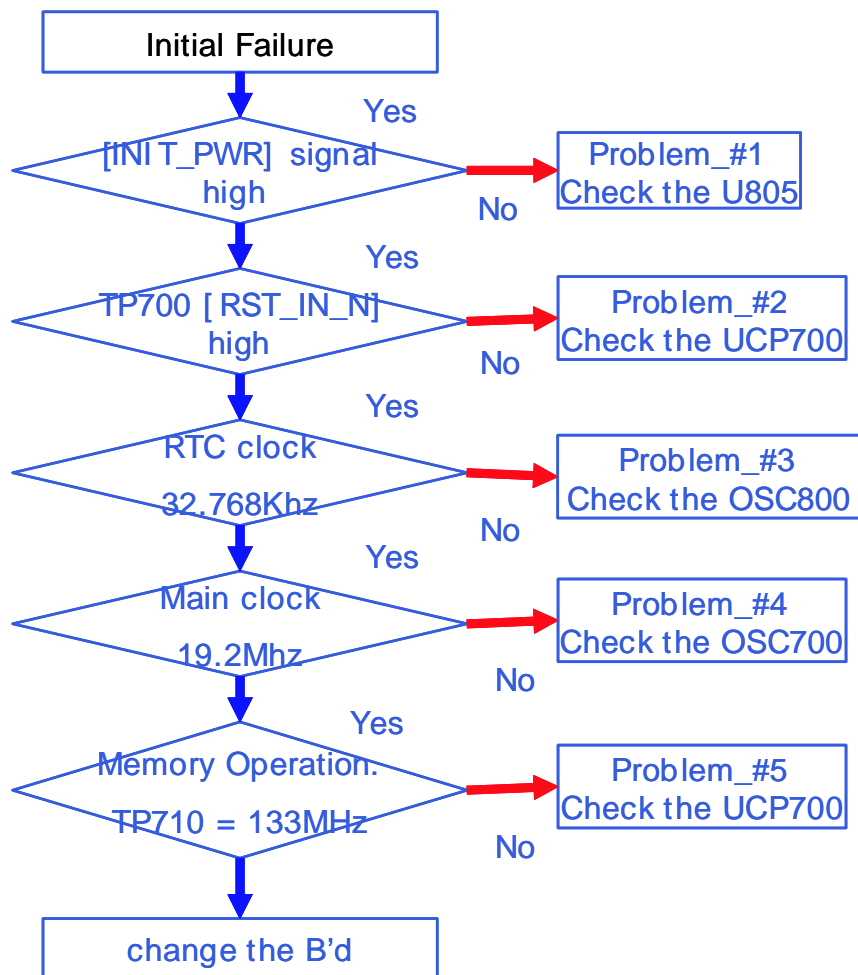 Initial Failure
Yes
[INIT_PWR] signal
high
No
Problem_#1
Check the U805
Yes
TP700 [RST_IN_N]
high
No
Problem_#2
Check the UCP700
Yes
RTC clock
32.768Khz
No
Problem_#3
Check the OSC800
Yes
Main clock
19.2Mhz
No
Problem_#4
Check the OSC700
Yes
Memory Operation.
TP710 = 133MHz
No
Problem_#5
Check the UCP700
change the B’d